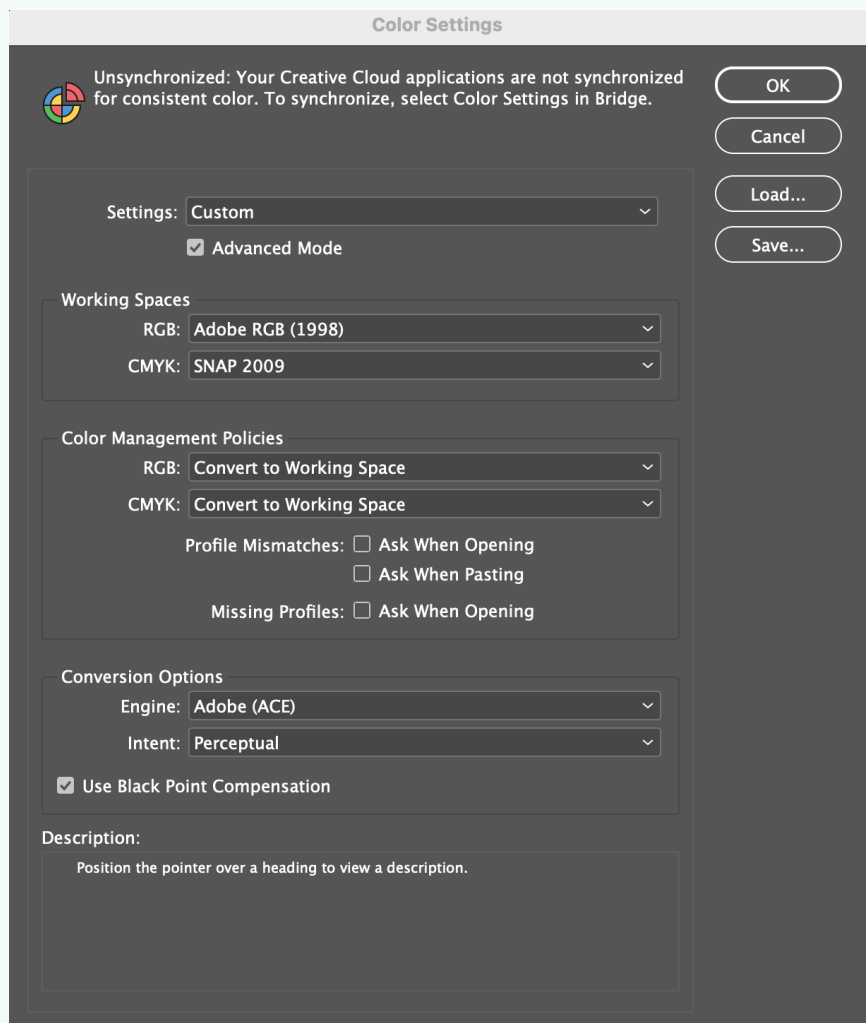 Color Settings
Unsynchronized: Your Creative Cloud applications are not synchronized
for consistent color. To synchronize, select Color Settings in Bridge.
OK
Cancel
Load...
Save...
Settings: Custom
Advanced Mode
Working Spaces
RGB: Adobe RGB (1998)
CMYK: SNAP 2009
Color Management Policies
RGB: Convert to Working Space
CMYK: Convert to Working Space
Profile Mismatches: Ask When Opening
Ask When Pasting
Missing Profiles: Ask When Opening
Conversion Options
Engine: Adobe (ACE)
Intent: Perceptual
Use Black Point Compensation
Description:
Position the pointer over a heading to view a description.